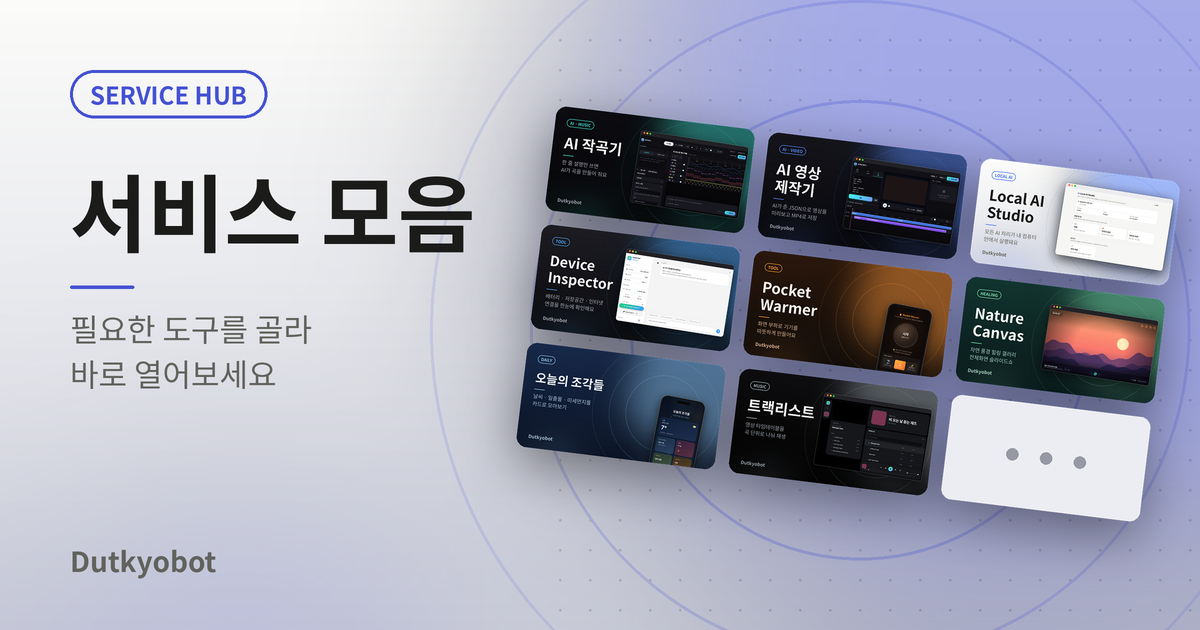 SERVICE HUB
서비스 모음
필요한 도구를 골라
바로 열어보세요
Dutkyobot
AI · MUSIC
AI 작곡기
한 줄 설명만 쓰면
AI가 곡을 만들어 줘요
Dutkyobot
AI · VIDEO
AI 영상
제작기
AI가 준 JSON으로 영상을
미리보고 MP4로 저장
Dutkyobot
LOCAL AI
Local AI
Studio
모든 AI 처리가 내 컴퓨터
안에서 실행돼요
Dutkyobot
TOOL
Device
Inspector
배터리 · 저장공간 · 인터넷
연결을 한눈에 확인해요
Dutkyobot
TOOL
Pocket
Warmer
화면 부하로 기기를
따뜻하게 만들어요
Dutkyobot
HEALING
Nature
Canvas
자연 풍경 힐링 갤러리
전체화면 슬라이드쇼
Dutkyobot
DAILY
오늘의 조각들
날씨 · 일출몰 · 미세먼지를
카드로 모아보기
Dutkyobot
MUSIC
트랙리스트
영상 타임테이블을
곡 단위로 나눠 재생
Dutkyobot